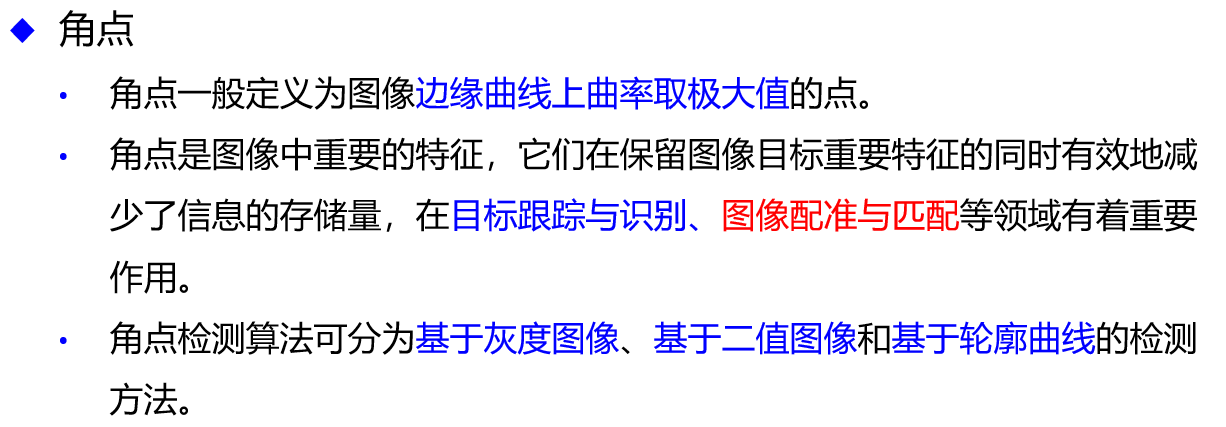 ◆ 角点
• 角点一般定义为图像边缘曲线上曲率取极大值的点。
• 角点是图像中重要的特征，它们在保留图像目标重要特征的同时有效地减
少了信息的存储量，在目标跟踪与识别、图像配准与匹配等领域有着重要
作用。
• 角点检测算法可分为基于灰度图像、基于二值图像和基于轮廓曲线的检测
方法。